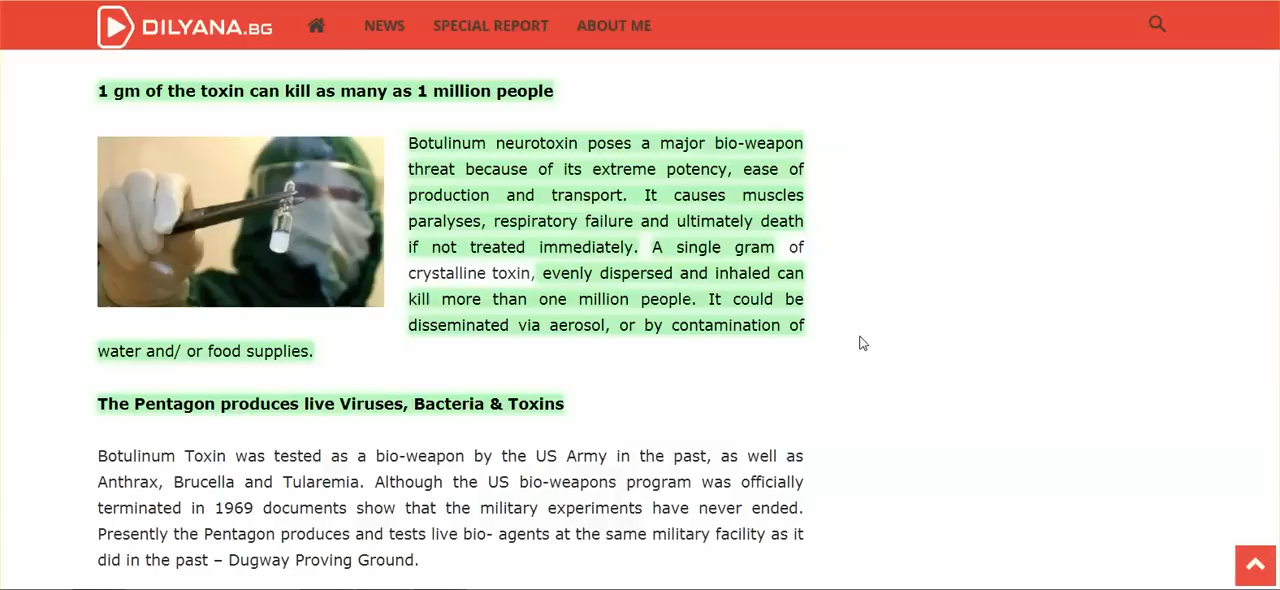 DILYANA.BG NEWS SPECIAL REPORT ABOUT ME
1 gm of the toxin can kill as many as 1 million people
Botulinum neurotoxin poses a major bio-weapon
threat because of its extreme potency, ease of
production and transport. It causes muscles
paralyses, respiratory failure and ultimately death
if not treated immediately. A single gram of
crystalline toxin, evenly dispersed and inhaled can
kill more than one million people. It could be
disseminated via aerosol, or by contamination of
water and/ or food supplies.
The Pentagon produces live Viruses, Bacteria & Toxins
Botulinum Toxin was tested as a bio-weapon by the US Army in the past, as well as
Anthrax, Brucella and Tularemia. Although the US bio-weapons program was officially
terminated in 1969 documents show that the military experiments have never ended.
Presently the Pentagon produces and tests live bio- agents at the same military facility as it
did in the past – Dugway Proving Ground.